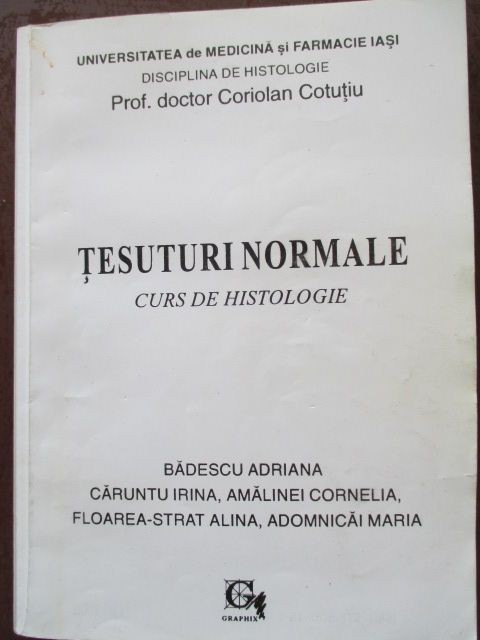 UNIVERSITATEA de MEDICINĂ și FARMACIE IAȘI
DISCIPLINA DE HISTOLOGIE
Prof. doctor Coriolan Cotuțiu
ȚESUTURI NORMALE
CURS DE HISTOLOGIE
BĂDESCU ADRIANA
CĂRUNTU IRINA, AMĂLINEI CORNELIA,
FLOAREA-STRAT ALINA, ADOMNICĂI MARIA
GRAPHIX